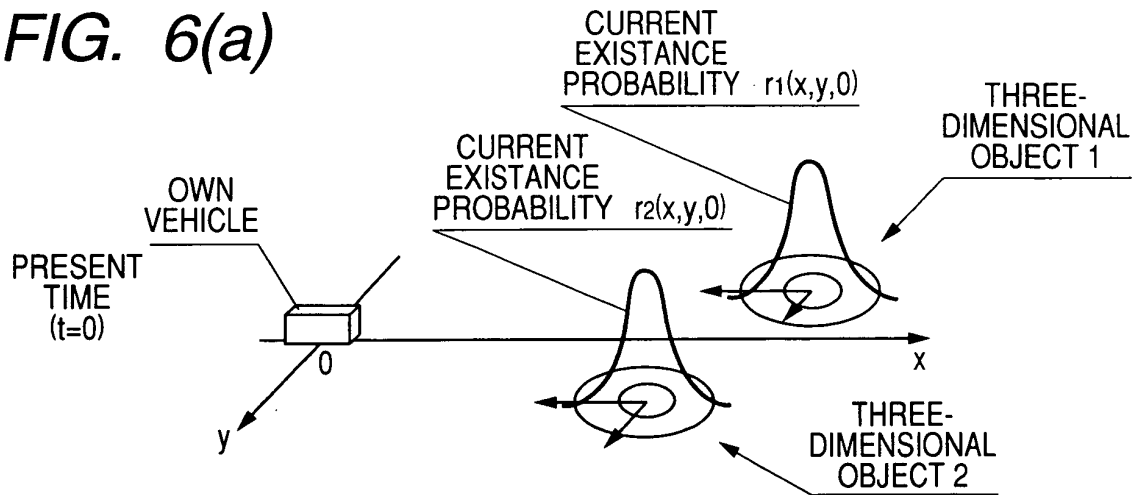 FIG. 6(a)
CURRENT
EXISTANCE
PROBABILITY r1(x,y,0)
THREE-
DIMENSIONAL
OBJECT 1
CURRENT
EXISTANCE
PROBABILITY r2(x,y,0)
OWN
VEHICLE
PRESENT
TIME
(t=0)
0
x
y
THREE-
DIMENSIONAL
OBJECT 2